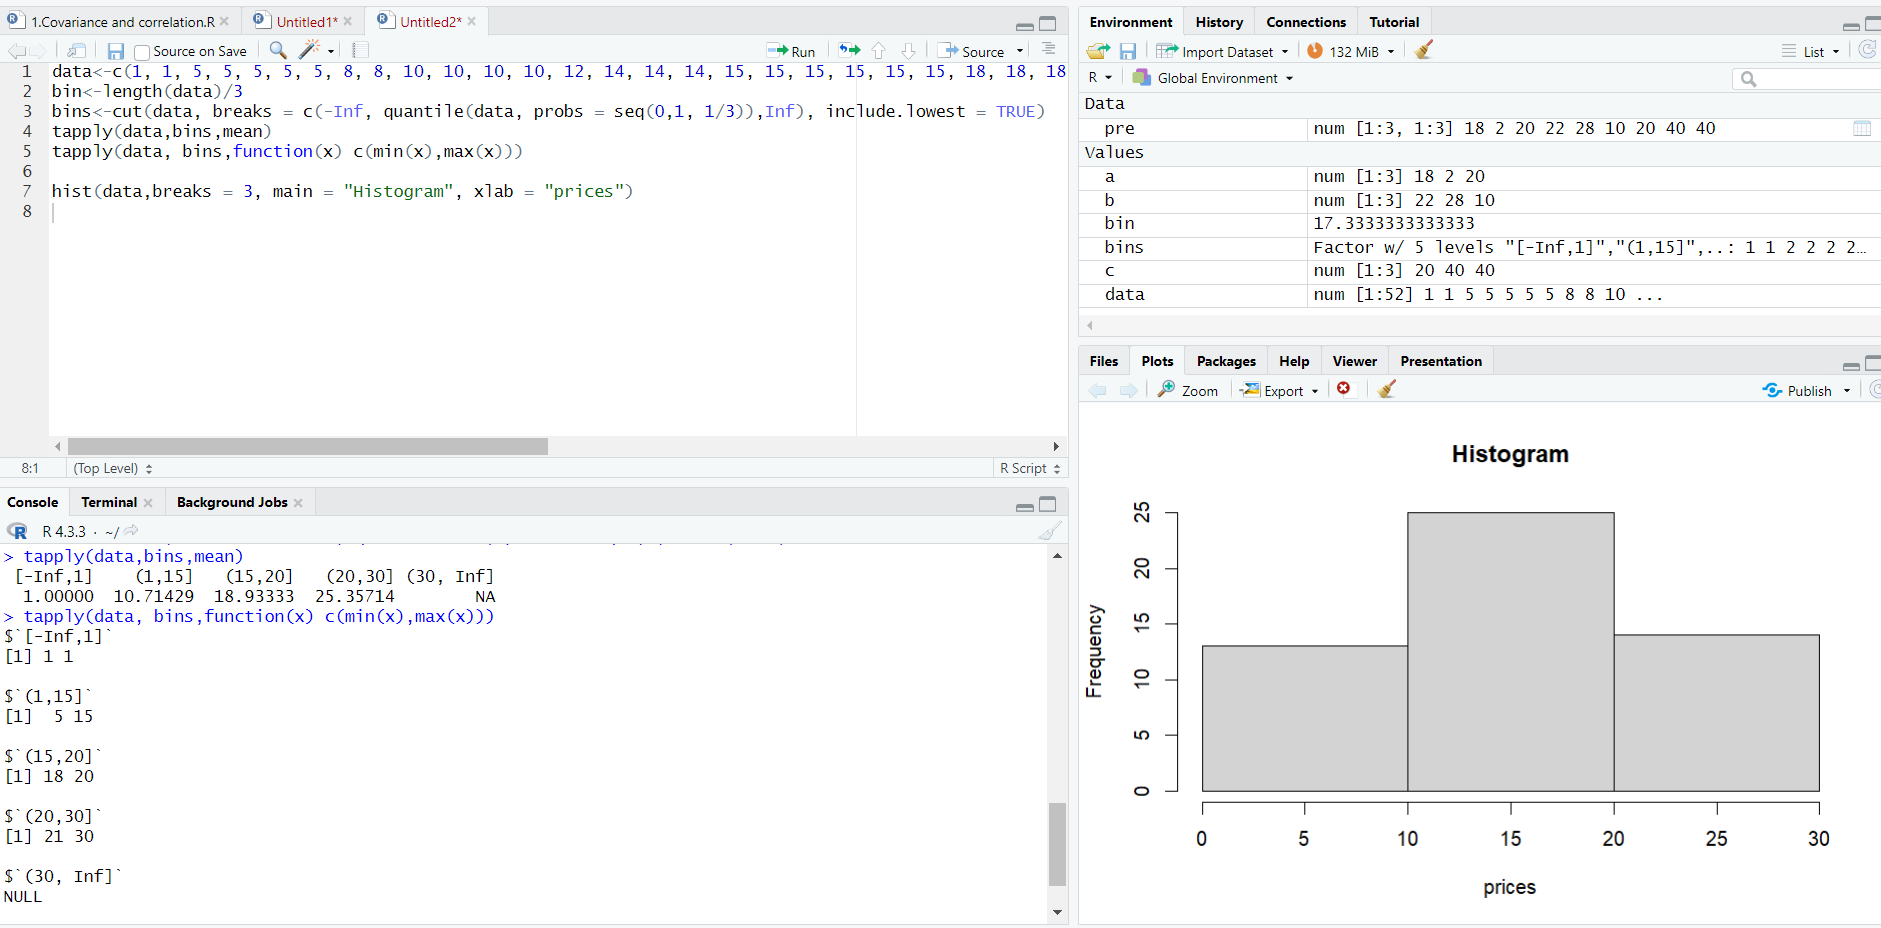 1.Covariance and correlation.R
Untitled1*
Untitled2*
Source on Save
Run
Source
1 data<-c(1, 1, 5, 5, 5, 5, 5, 8, 8, 10, 10, 10, 10, 12, 14, 14, 14, 15, 15, 15, 15, 15, 15, 18, 18, 18
2 bin<-length(data)/3
3 bins<-cut(data, breaks = c(-Inf, quantile(data, probs = seq(0,1, 1/3)),Inf), include.lowest = TRUE)
4 tapply(data,bins,mean)
5 tapply(data, bins,function(x) c(min(x),max(x)))
6
7 hist(data,breaks = 3, main = "Histogram", xlab = "prices")
8
8:1 (Top Level) R Script
Console Terminal Background Jobs
R 4.3.3 · ~/
> tapply(data,bins,mean)
[-Inf,1] (1,15] (15,20] (20,30] (30, Inf]
1.00000 10.71429 18.93333 25.35714 NA
> tapply(data, bins,function(x) c(min(x),max(x)))
$`[-Inf,1]`
[1] 1 1
$`(1,15]`
[1] 5 15
$`(15,20]`
[1] 18 20
$`(20,30]`
[1] 21 30
$`(30, Inf]`
NULL
Environment History Connections Tutorial
Import Dataset 132 MiB List
R Global Environment
Data
pre num [1:3, 1:3] 18 2 20 22 28 10 20 40 40
Values
a num [1:3] 18 2 20
b num [1:3] 22 28 10
bin 17.3333333333333
bins Factor w/ 5 levels "[-Inf,1]","(1,15]",..: 1 1 2 2 2 2…
c num [1:3] 20 40 40
data num [1:52] 1 1 5 5 5 5 5 8 8 10 ...
Files Plots Packages Help Viewer Presentation
Zoom Export Publish
Histogram
Frequency
25
20
15
10
5
0
0 5 10 15 20 25 30
prices